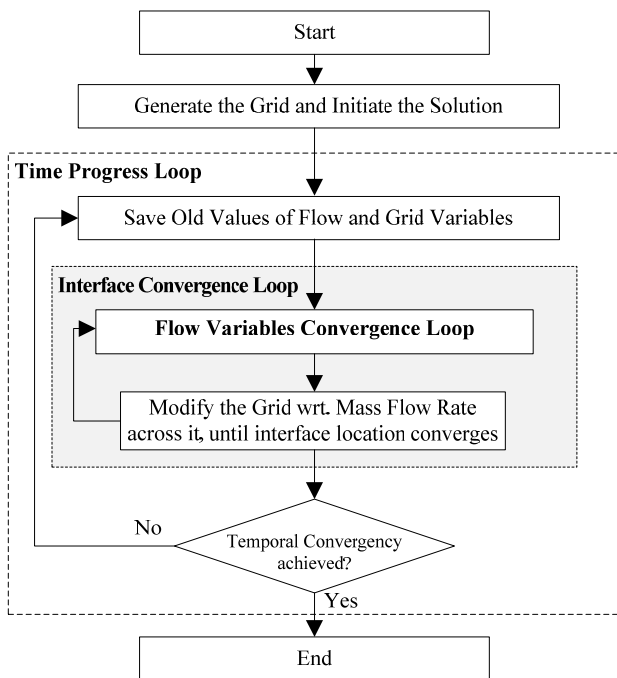 Start
Generate the Grid and Initiate the Solution
Time Progress Loop
Save Old Values of Flow and Grid Variables
Interface Convergence Loop
Flow Variables Convergence Loop
Modify the Grid wrt. Mass Flow Rate
across it, until interface location converges
No
Temporal Convergency
achieved?
Yes
End